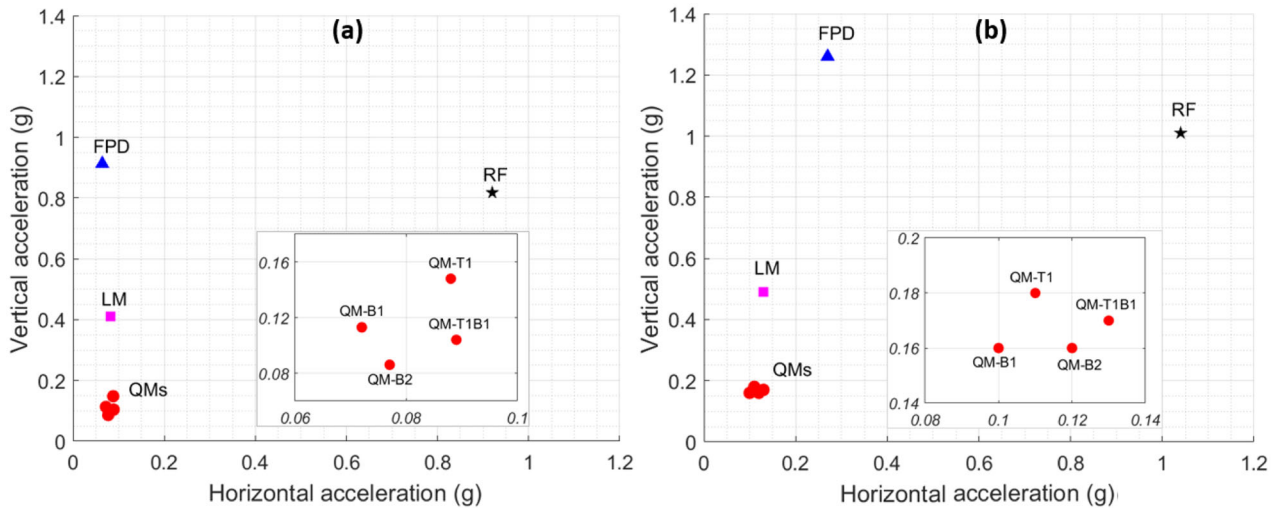 (a)
Vertical acceleration (g)
1.4
1.2
1
0.8
0.6
0.4
0.2
0
FPD
RF
LM
QMs
0.16
0.12
0.08
QM-T1
QM-B1
QM-T1B1
QM-B2
0.06
0.08
0.1
0
0.2
0.4
0.6
0.8
1
1.2
Horizontal acceleration (g)
(b)
Vertical acceleration (g)
1.4
1.2
1
0.8
0.6
0.4
0.2
0
FPD
RF
LM
QMs
0.2
0.18
0.16
0.14
QM-T1
QM-T1B1
QM-B1
QM-B2
0.08
0.1
0.12
0.14
0
0.2
0.4
0.6
0.8
1
1.2
Horizontal acceleration (g)